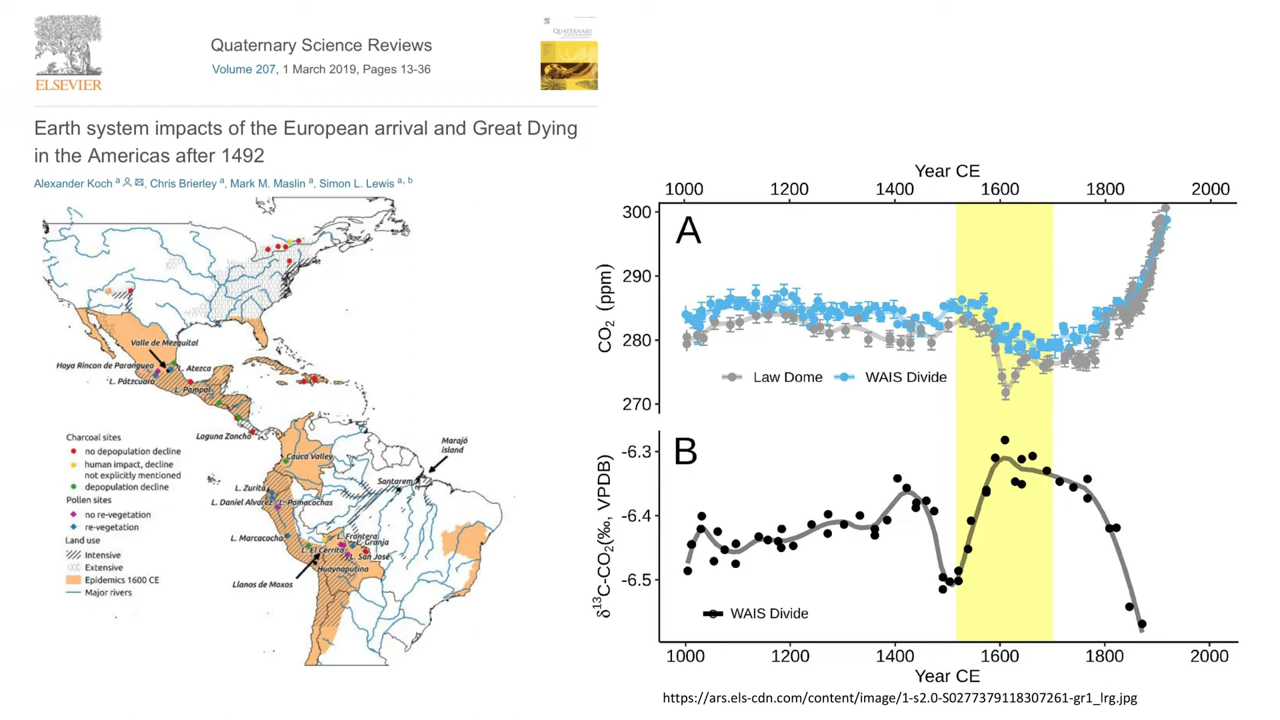 ELSEVIER
Quaternary Science Reviews
Volume 207, 1 March 2019, Pages 13-36
QUATERNARY
Earth system impacts of the European arrival and Great Dying
in the Americas after 1492
Alexander Koch a, Chris Brierley a, Mark M. Maslin a, Simon L. Lewis a, b
Valle de Mezquital
Hoya Rincon de Parangueo
L. Atezca
L. Pátzcuaro
L. Pompal
Laguna Zoncho
Cauca Valley
Marajó
island
Santarem
L. Zurita
L. Daniel Alvarez
L. Pomacochas
L. Marcacocha
L. Frontera
L. Granja
L. El Cerrito
L. San José
Huaynaputina
Llanos de Moxos
Charcoal sites
no depopulation decline
human impact, decline
not explicitly mentioned
depopulation decline
Pollen sites
no re-vegetation
re-vegetation
Land use
Intensive
Extensive
Epidemics 1600 CE
Major rivers
Year CE
1000 1200 1400 1600 1800 2000
A
300
290
280
270
CO2 (ppm)
Law Dome
WAIS Divide
B
-6.3
-6.4
-6.5
δ13C-CO2(‰, VPDB)
WAIS Divide
1000 1200 1400 1600 1800 2000
Year CE
https://ars.els-cdn.com/content/image/1-s2.0-S0277379118307261-gr1_lrg.jpg